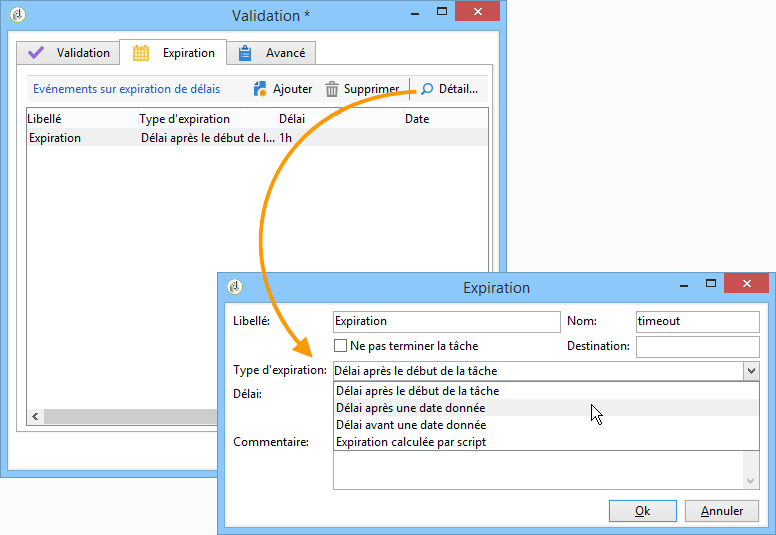 Validation *
Validation Expiration Avancé
Evénements sur expiration de délais Ajouter Supprimer Détail...
Libellé Type d'expiration Délai Date
Expiration Délai après le début de l... 1h
Expiration
Libellé: Expiration Nom: timeout
Ne pas terminer la tâche Destination:
Type d'expiration: Délai après le début de la tâche
Délai: Délai après le début de la tâche
Délai après une date donnée
Délai avant une date donnée
Commentaire: Expiration calculée par script
Ok Annuler